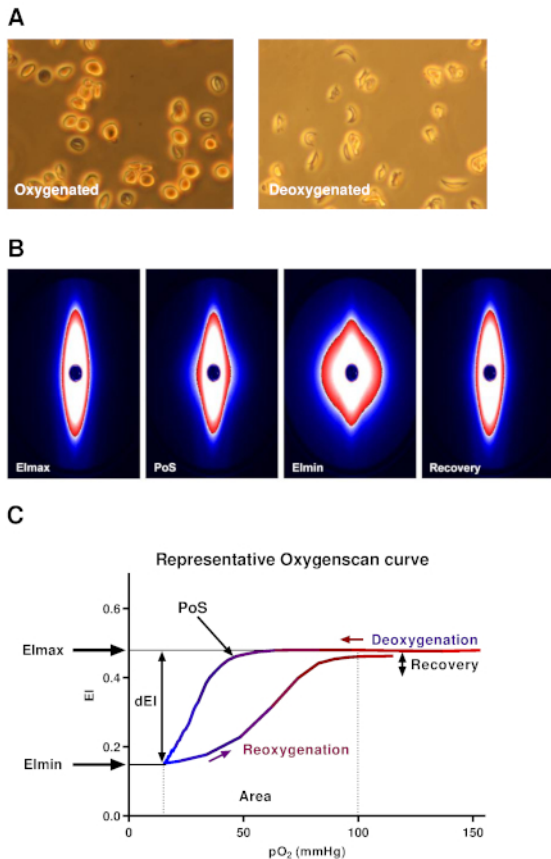 A
Oxygenated
Deoxygenated
B
EImax
PoS
EImin
Recovery
C
Representative Oxygenscan curve
PoS
0.6
Deoxygenation
EImax
Recovery
0.4
EI
dEI
Reoxygenation
0.2
EImin
Area
0.0
0 50 100 150
pO₂ (mmHg)